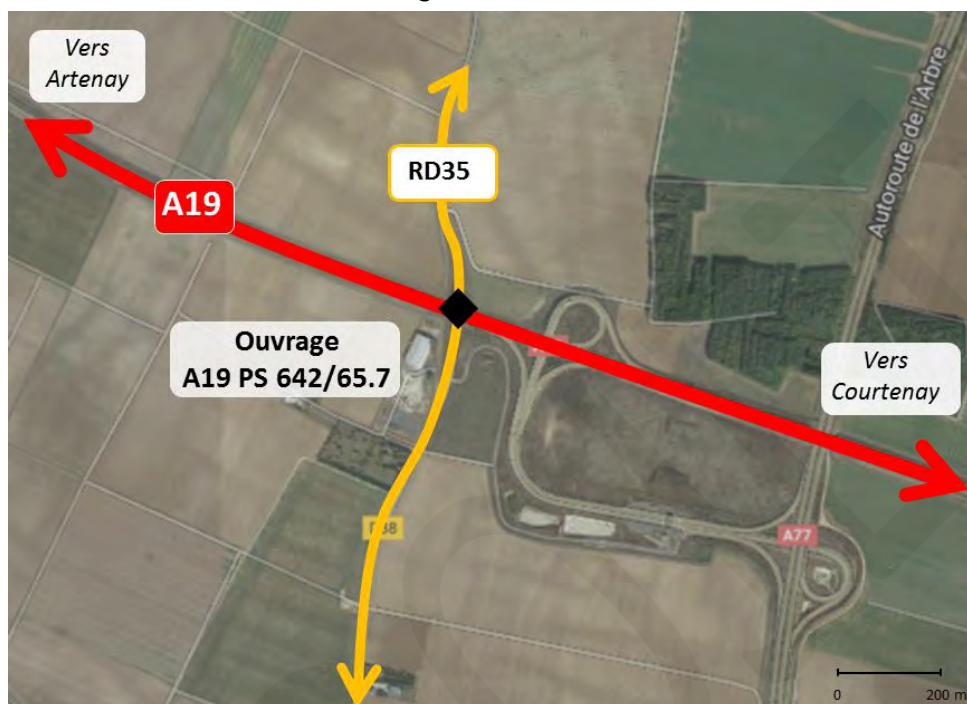 Vers
Artenay
RD35
A19
Autoroute de l'Arbre
Ouvrage
A19 PS 642/65.7
Vers
Courtenay
A77
0 200 m